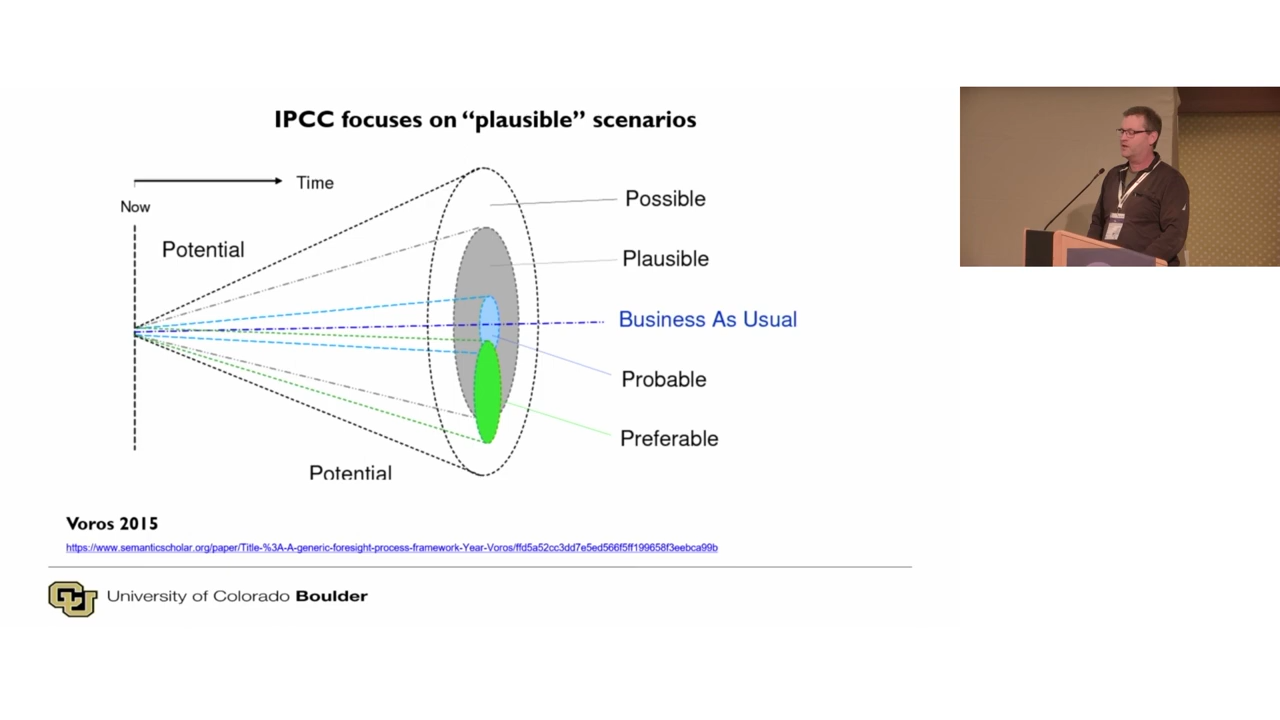 IPCC focuses on “plausible” scenarios
Time
Now
Potential
Possible
Plausible
Business As Usual
Probable
Preferable
Potential
Voros 2015
https://www.semanticscholar.org/paper/Title-%3A-A-generic-foresight-process-framework-Year-Voros/ffd5a52cc3dd7e5ed566f5ff199658f3eebca99b
CU
University of Colorado Boulder